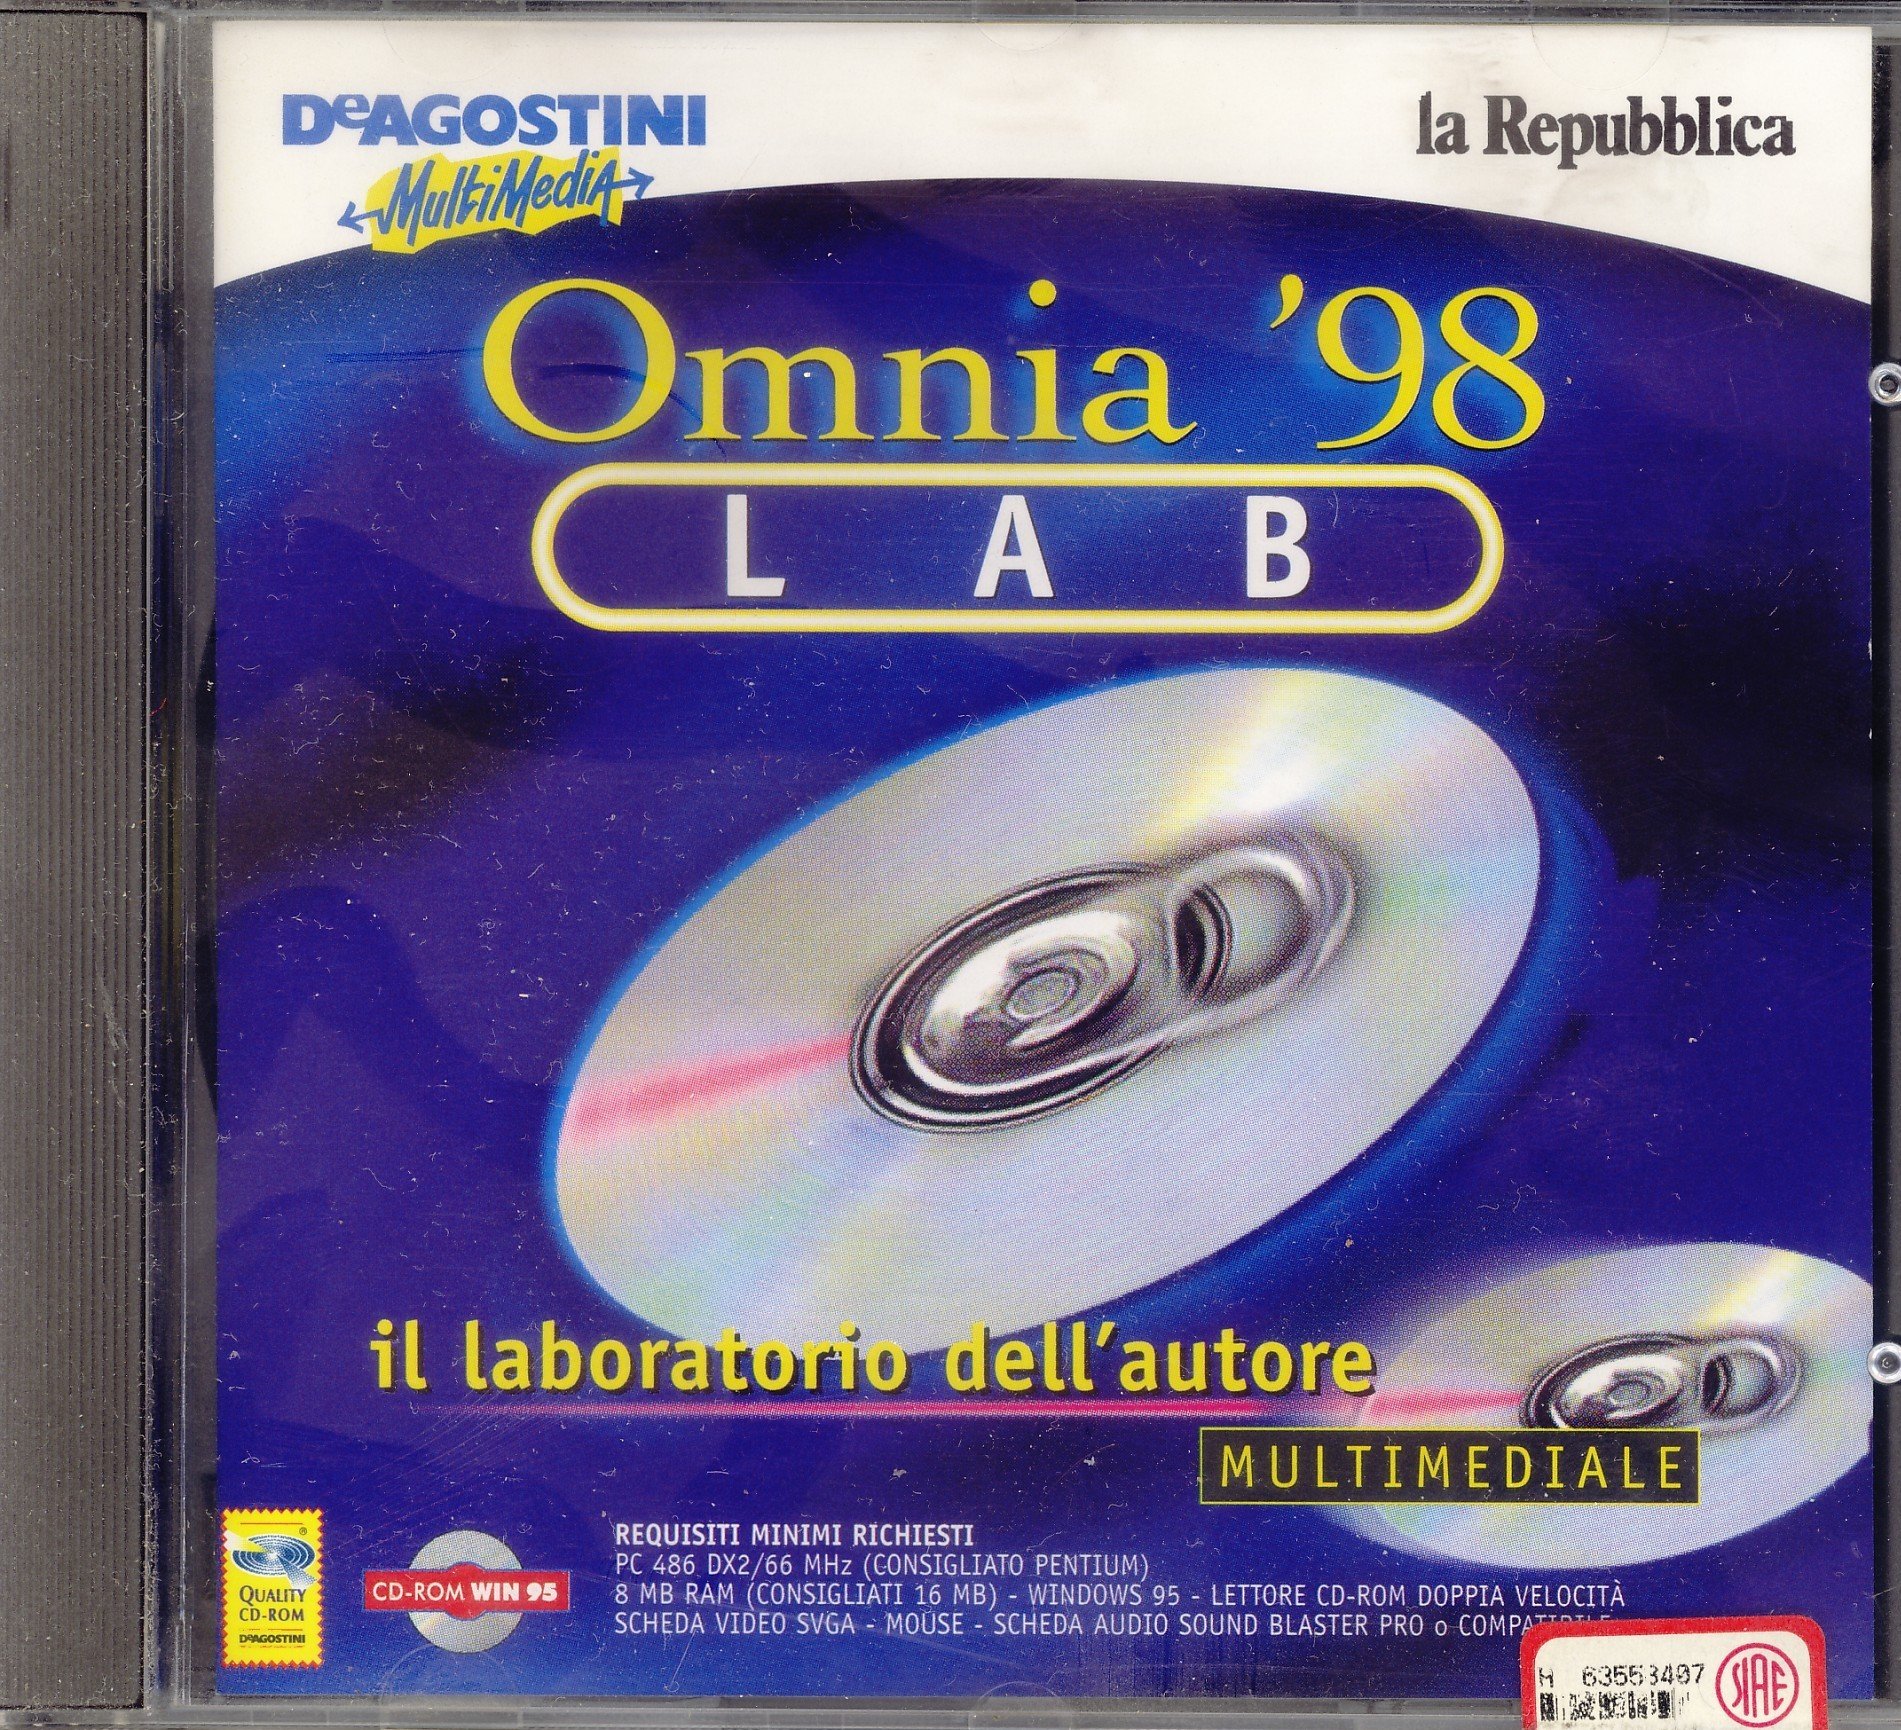 DeAGOSTINI
MultiMediA
la Repubblica
Omnia '98
LAB
il laboratorio dell'autore
MULTIMEDIALE
REQUISITI MINIMI RICHIESTI
PC 486 DX2/66 MHz (CONSIGLIATO PENTIUM)
8 MB RAM (CONSIGLIATI 16 MB) - WINDOWS 95 - LETTORE CD-ROM DOPPIA VELOCITÀ
SCHEDA VIDEO SVGA - MOUSE - SCHEDA AUDIO SOUND BLASTER PRO o COMPATIBILE
CD-ROM WIN 95
®
QUALITY
CD-ROM
DeAGOSTINI
H 63553407
SIAE